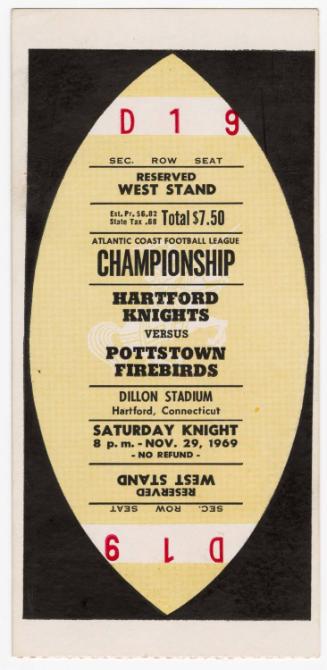 D 1 9
SEC. ROW SEAT
RESERVED
WEST STAND
Est. Pr. $6.82
State Tax .68 Total $7.50
ATLANTIC COAST FOOTBALL LEAGUE
CHAMPIONSHIP
HARTFORD
KNIGHTS
VERSUS
POTTSTOWN
FIREBIRDS
DILLON STADIUM
Hartford, Connecticut
SATURDAY KNIGHT
8 p.m. - NOV. 29, 1969
- NO REFUND -
WEST STAND
RESERVED
SEC. ROW SEAT
D 1 9